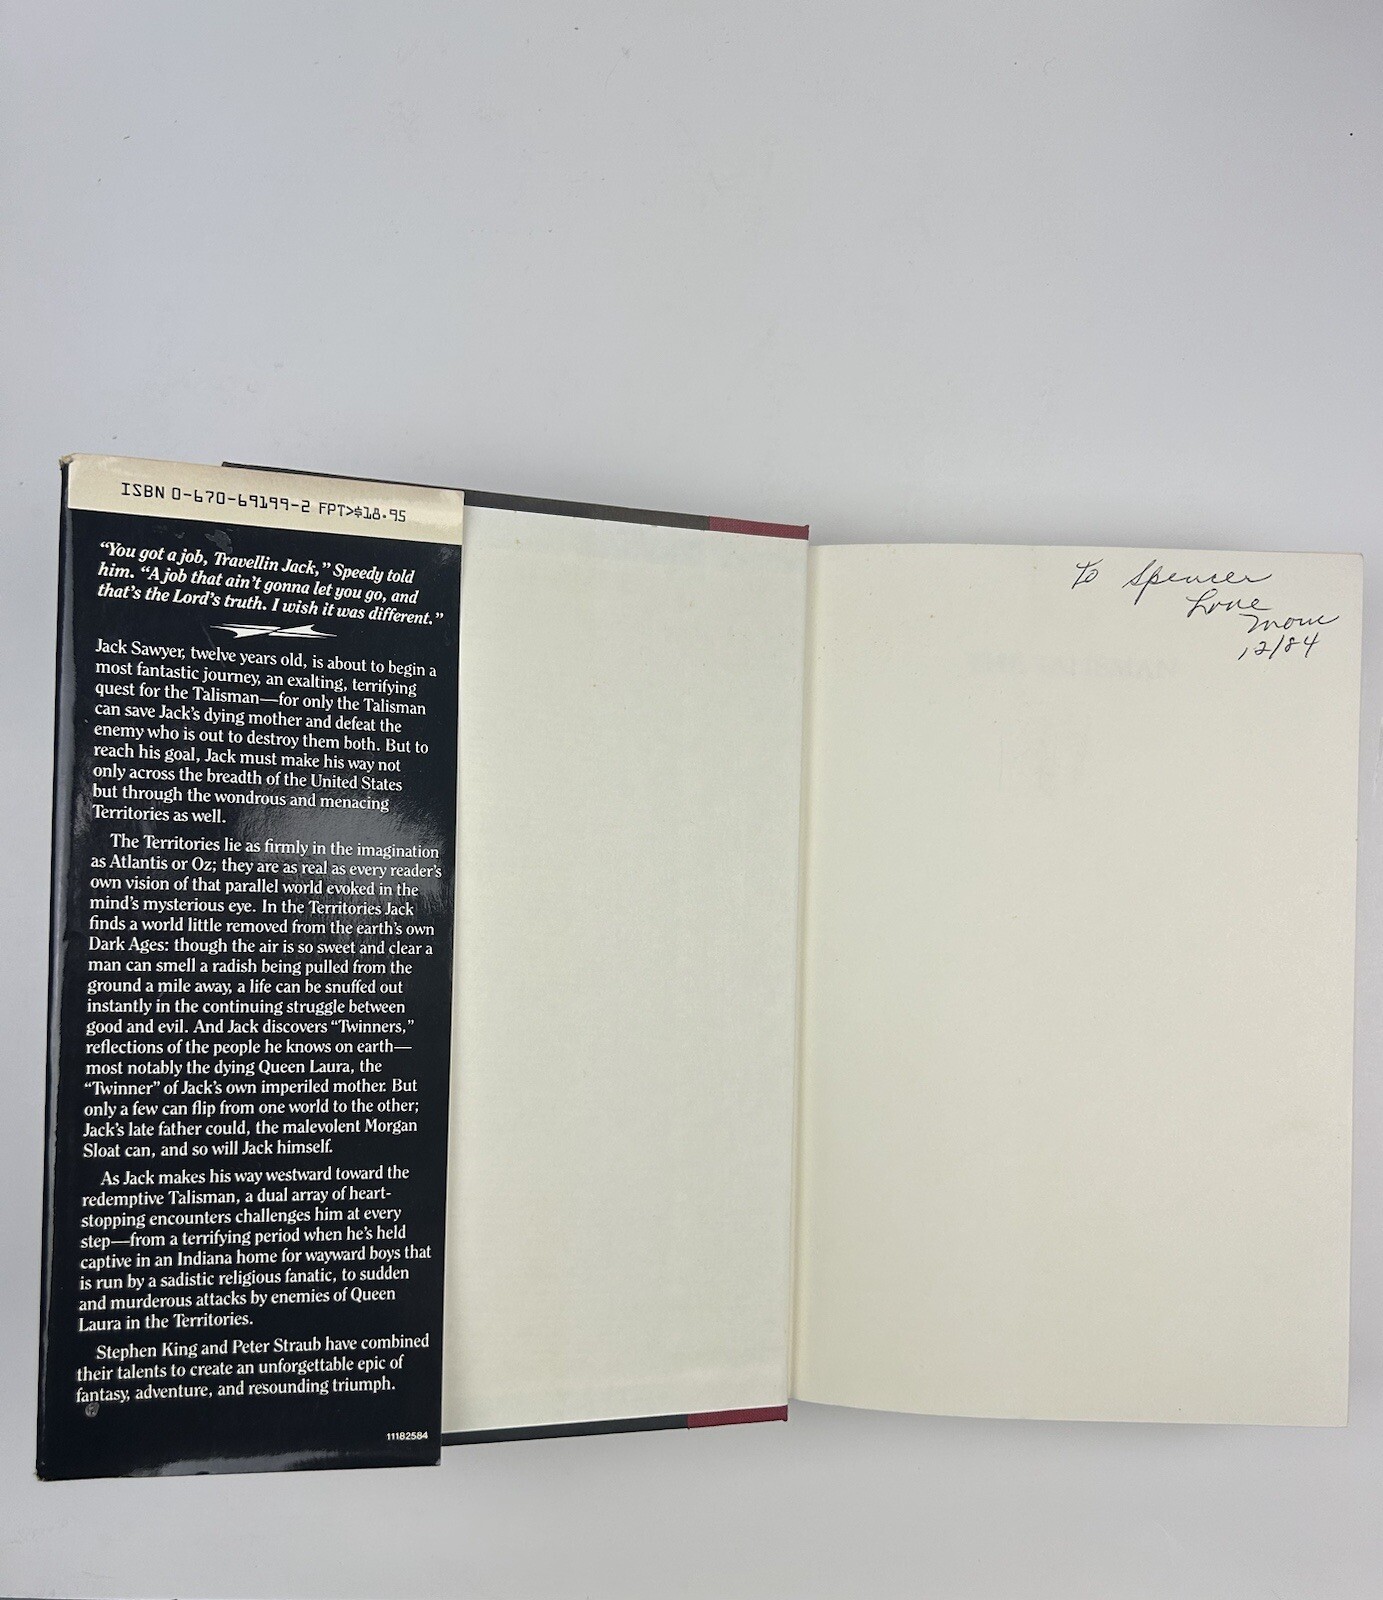 ISBN 0-670-69199-2 FPT>$18.95
“You got a job, Travellin Jack,” Speedy told
him. “A job that ain’t gonna let you go, and
that’s the Lord’s truth. I wish it was different.”
Jack Sawyer, twelve years old, is about to begin a
most fantastic journey, an exalting, terrifying
quest for the Talisman—for only the Talisman
can save Jack’s dying mother and defeat the
enemy who is out to destroy them both. But to
reach his goal, Jack must make his way not
only across the breadth of the United States
but through the wondrous and menacing
Territories as well.
The Territories lie as firmly in the imagination
as Atlantis or Oz; they are as real as every reader’s
own vision of that parallel world evoked in the
mind’s mysterious eye. In the Territories Jack
finds a world little removed from the earth’s own
Dark Ages: though the air is so sweet and clear a
man can smell a radish being pulled from the
ground a mile away, a life can be snuffed out
instantly in the continuing struggle between
good and evil. And Jack discovers “Twinners,”
reflections of the people he knows on earth—
most notably the dying Queen Laura, the
“Twinner” of Jack’s own imperiled mother. But
only a few can flip from one world to the other;
Jack’s late father could, the malevolent Morgan
Sloat can, and so will Jack himself.
As Jack makes his way westward toward the
redemptive Talisman, a dual array of heart-
stopping encounters challenges him at every
step—from a terrifying period when he’s held
captive in an Indiana home for wayward boys that
is run by a sadistic religious fanatic, to sudden
and murderous attacks by enemies of Queen
Laura in the Territories.
Stephen King and Peter Straub have combined
their talents to create an unforgettable epic of
fantasy, adventure, and resounding triumph.
11182584
To Spencer
Love
Mom
12/84